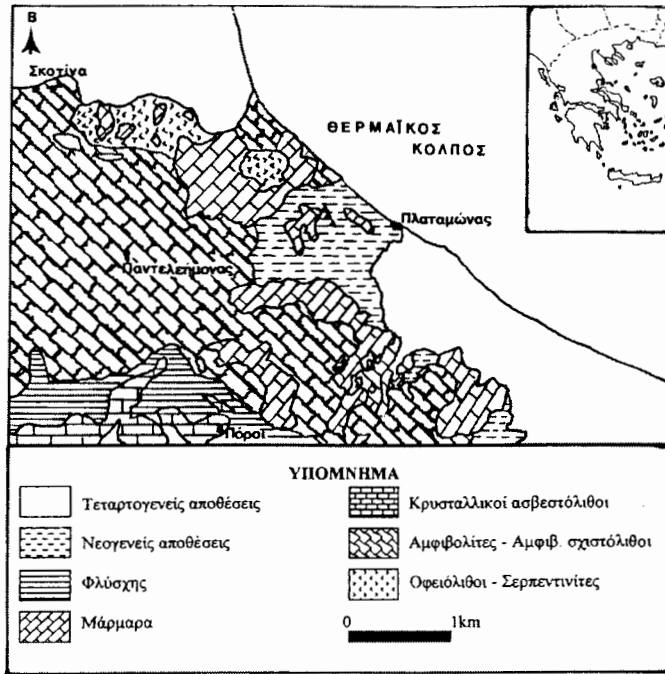 Β
Σκοτίνα
ΘΕΡΜΑΪΚΟΣ
ΚΟΛΠΟΣ
Πλαταμώνας
Παντελεήμονας
Πόροι
ΥΠΟΜΝΗΜΑ
Τεταρτογενείς αποθέσεις
Νεογενείς αποθέσεις
Φλύσχης
Μάρμαρα
Κρυσταλλικοί ασβεστόλιθοι
Αμφιβολίτες - Αμφιβ. σχιστόλιθοι
Οφειόλιθοι - Σερπεντινίτες
0 1km